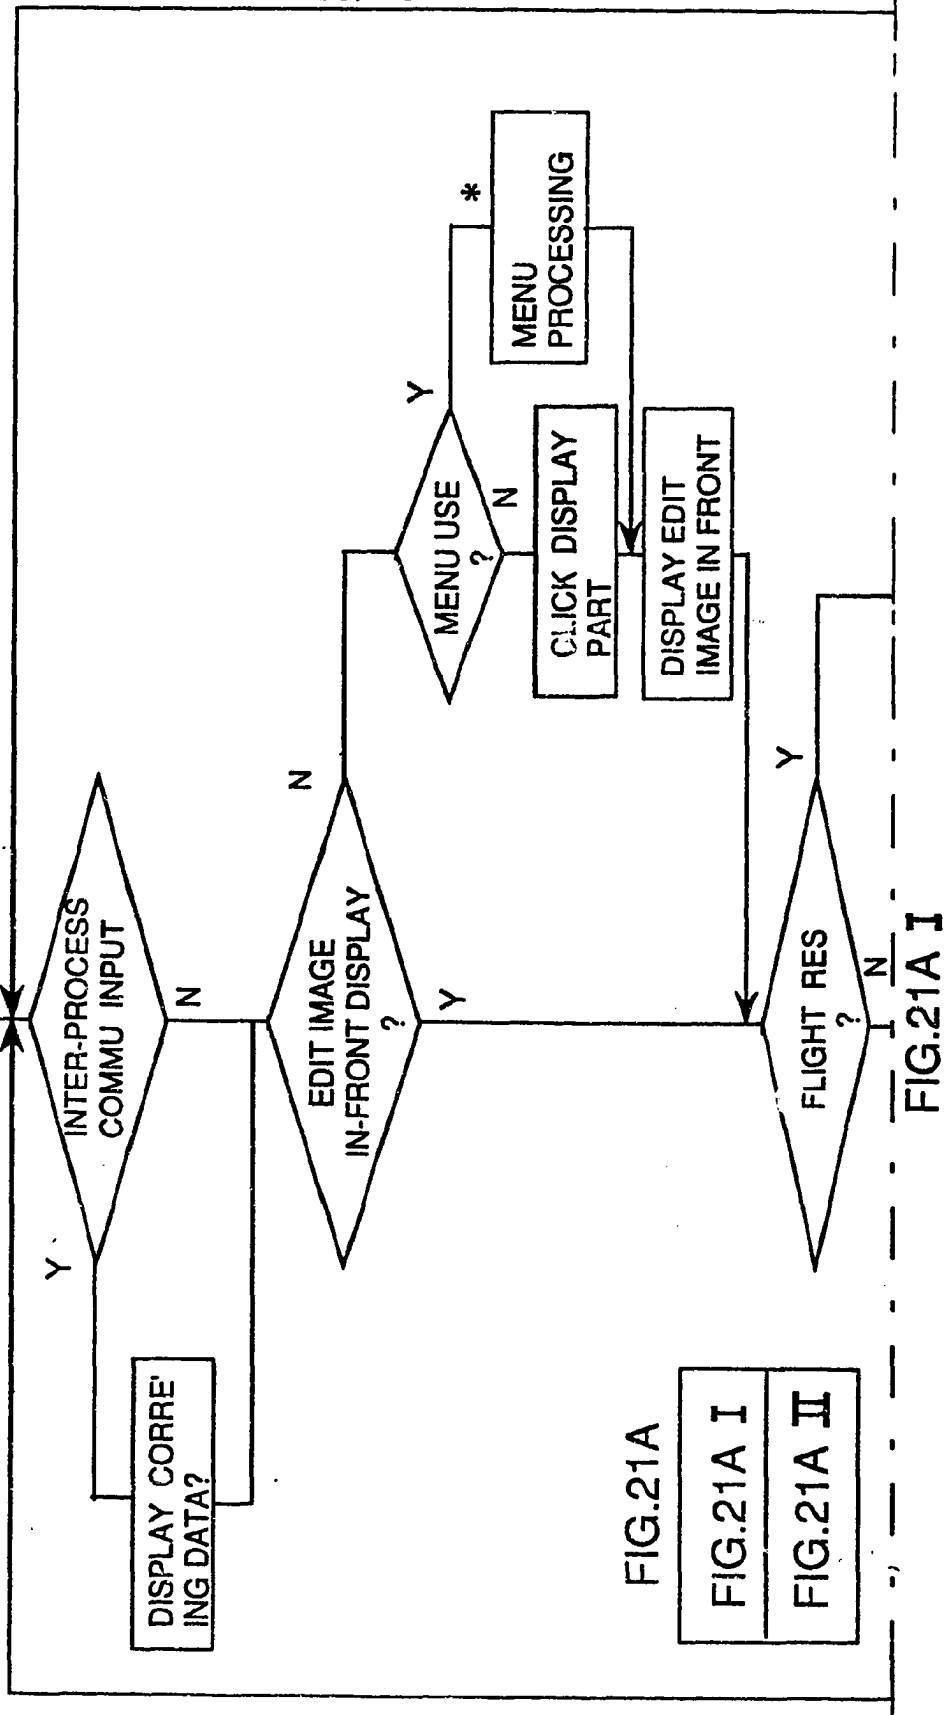 INTER-PROCESS
COMMU INPUT
Y
N
DISPLAY CORRE'
ING DATA?
EDIT IMAGE
IN-FRONT DISPLAY
?
N
Y
MENU USE
?
Y
N
*
MENU
PROCESSING
CLICK DISPLAY
PART
DISPLAY EDIT
IMAGE IN FRONT
FLIGHT RES
?
Y
N
FIG.21A
FIG.21A I
FIG.21A II
FIG.21A I